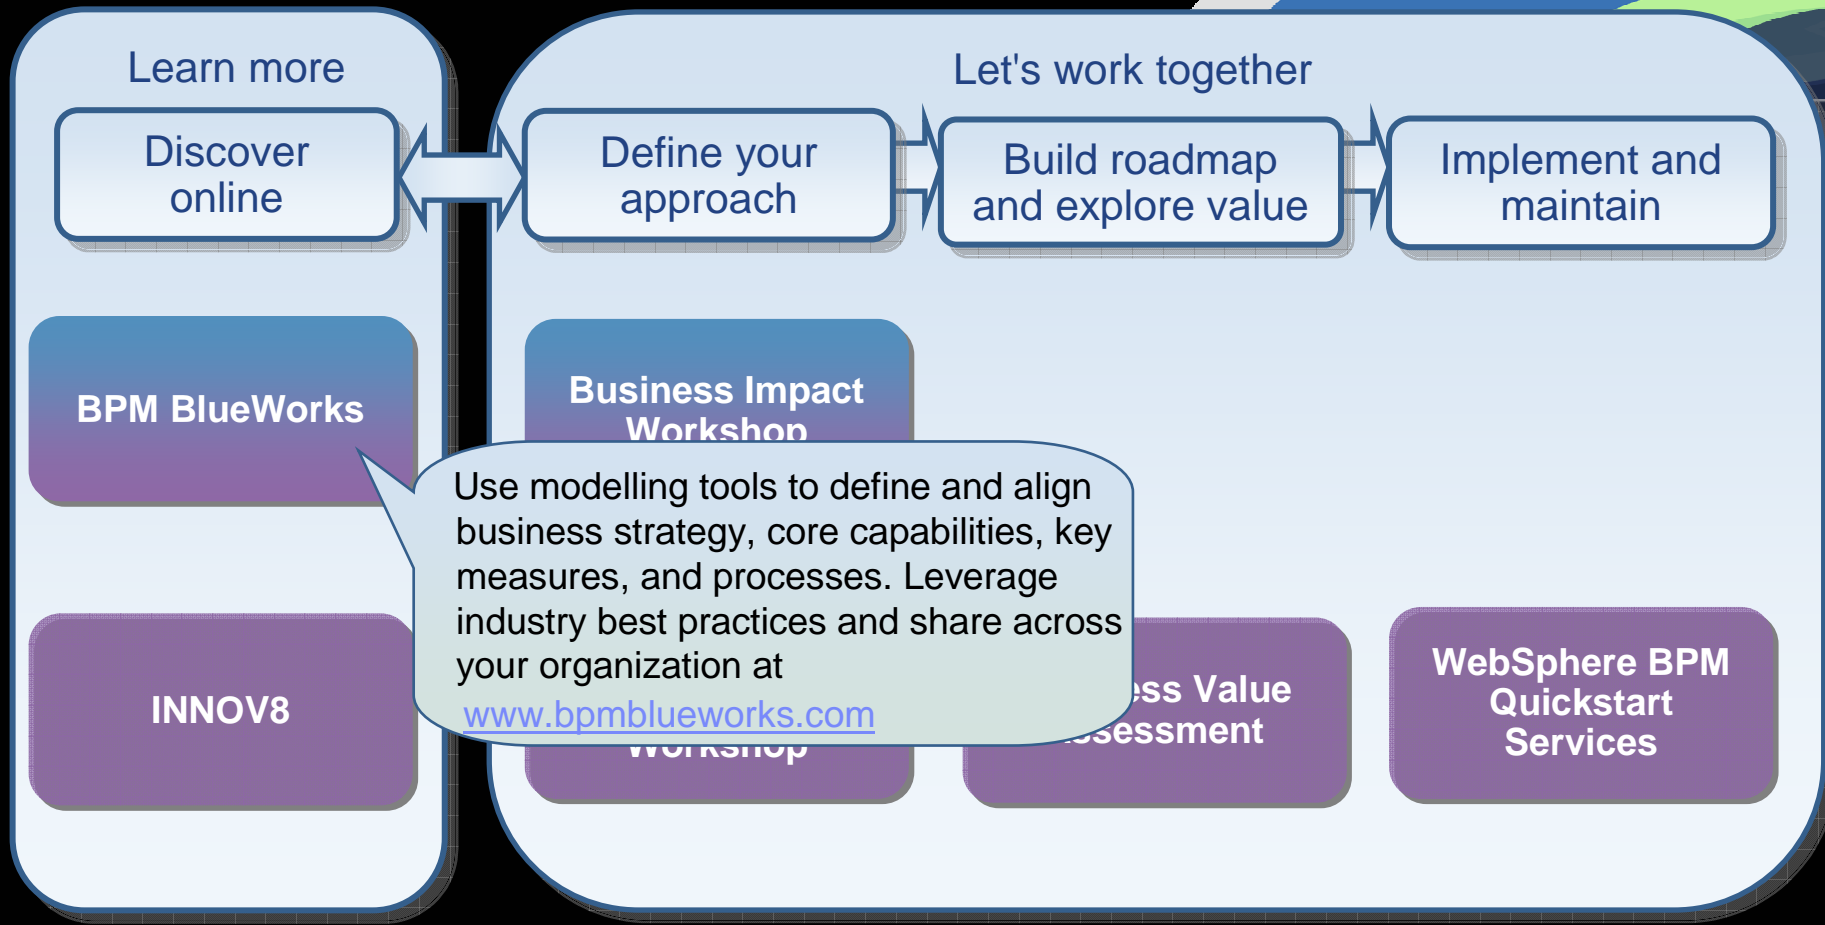 Learn more
Let's work together
Discover
online
Define your
approach
Build roadmap
and explore value
Implement and
maintain
BPM BlueWorks
Business Impact
Workshop
Use modelling tools to define and align
business strategy, core capabilities, key
measures, and processes. Leverage
industry best practices and share across
your organization at
www.bpmblueworks.com
INNOV8
Workshop
Value
WebSphere BPM
Quickstart
Services